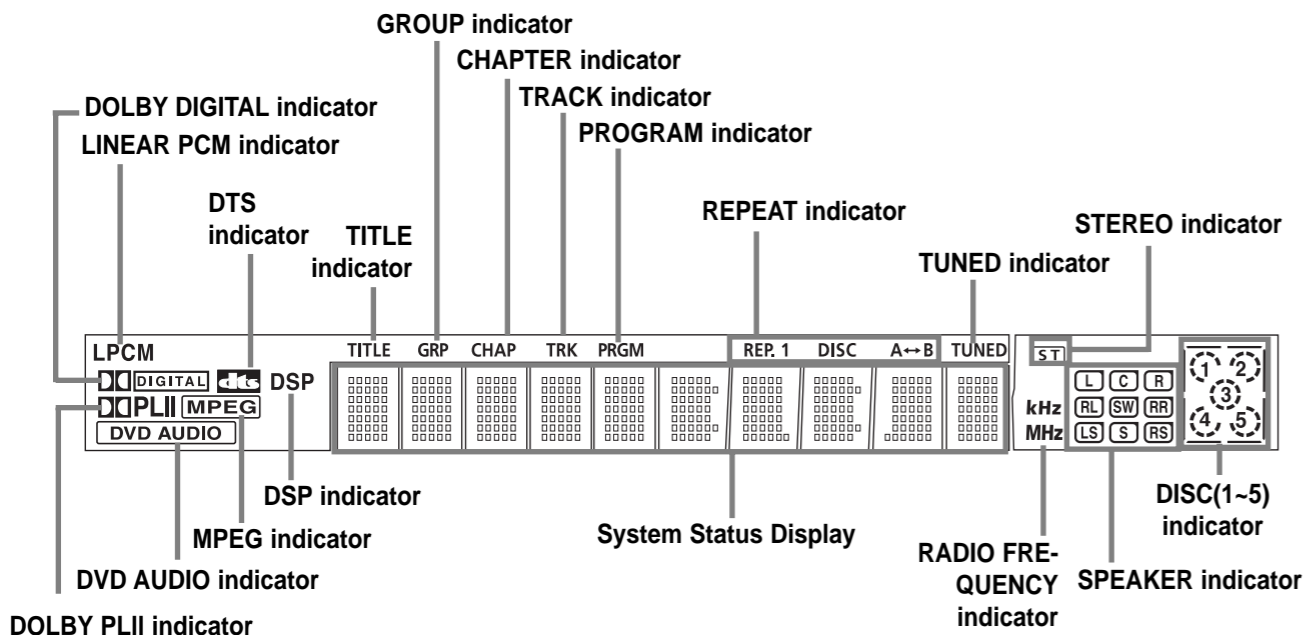 GROUP indicator
CHAPTER indicator
DOLBY DIGITAL indicator
TRACK indicator
LINEAR PCM indicator
PROGRAM indicator
DTS
indicator
TITLE
indicator
REPEAT indicator
STEREO indicator
TUNED indicator
LPCM
TITLE GRP CHAP TRK PRGM REP. 1 DISC A↔B TUNED
ST
DIGITAL dts DSP
PLII MPEG
DVD AUDIO
kHz
MHz
L C R
RL SW RR
LS S RS
1 2
3
4 5
DSP indicator
MPEG indicator
DVD AUDIO indicator
DOLBY PLII indicator
System Status Display
RADIO FRE-
QUENCY
indicator
SPEAKER indicator
DISC(1~5)
indicator